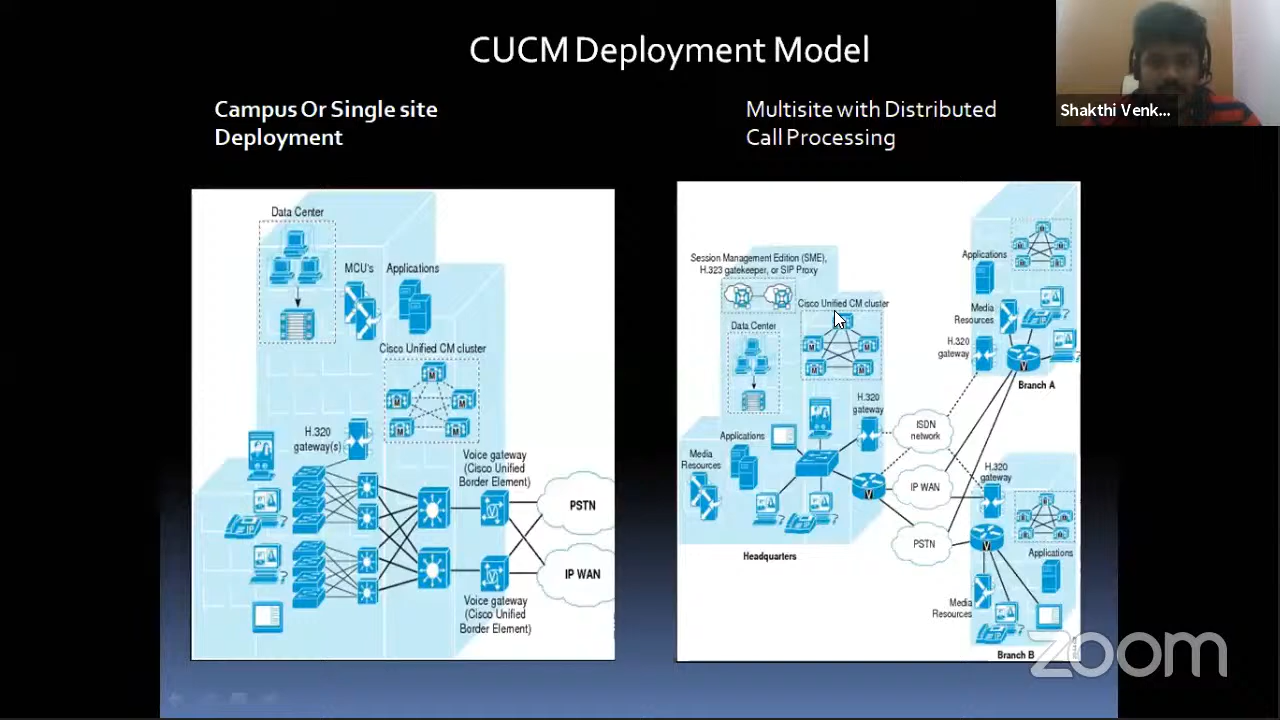 CUCM Deployment Model
Shakthi Venk...
Campus Or Single site
Deployment
Multisite with Distributed
Call Processing
Data Center
MCU's
Applications
Cisco Unified CM cluster
H.320
gateway(s)
Voice gateway
(Cisco Unified
Border Element)
PSTN
IP WAN
Voice gateway
(Cisco Unified
Border Element)
Session Management Edition (SME),
H.323 gatekeeper, or SIP Proxy
Cisco Unified CM cluster
Data Center
H.320
gateway
Applications
Media
Resources
Headquarters
ISDN
network
IP WAN
PSTN
Applications
Media
Resources
H.320
gateway
V
Branch A
H.320
gateway
V
Applications
Media
Resources
Branch B
zoom